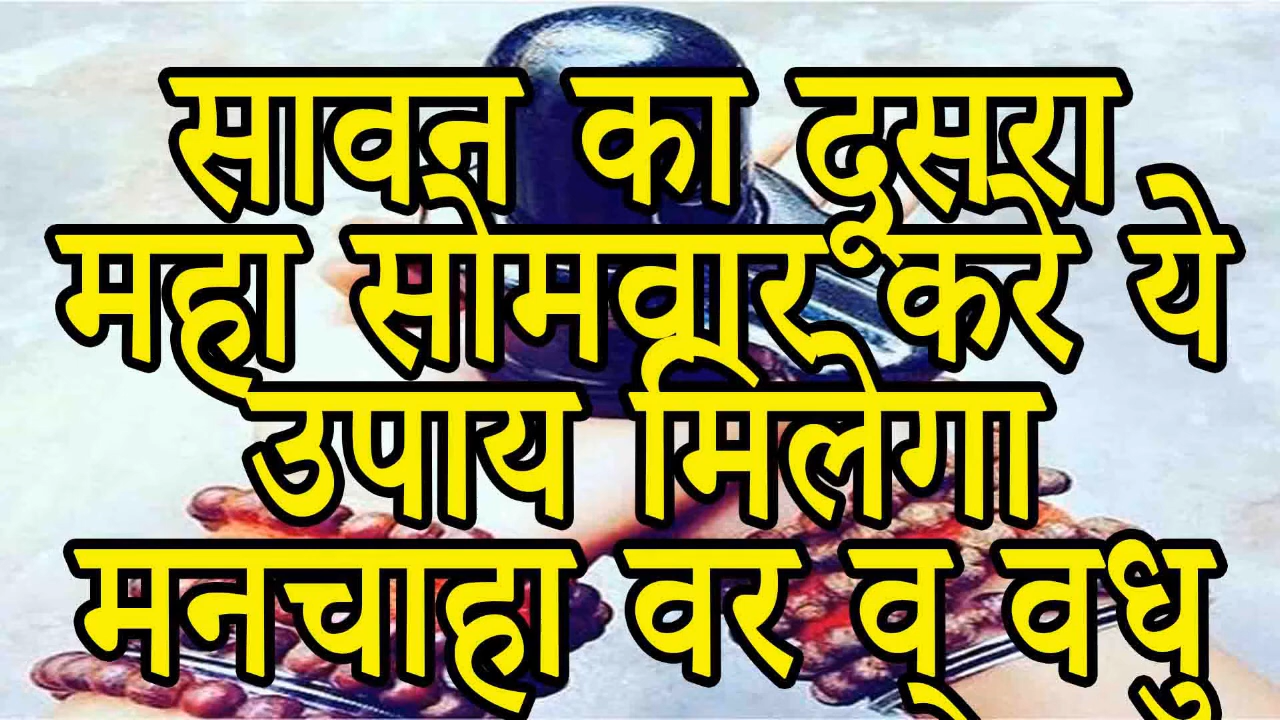 सावन का दूसरा
महा सोमवार करे ये
उपाय मिलेगा
मनचाहा वर व् वधु